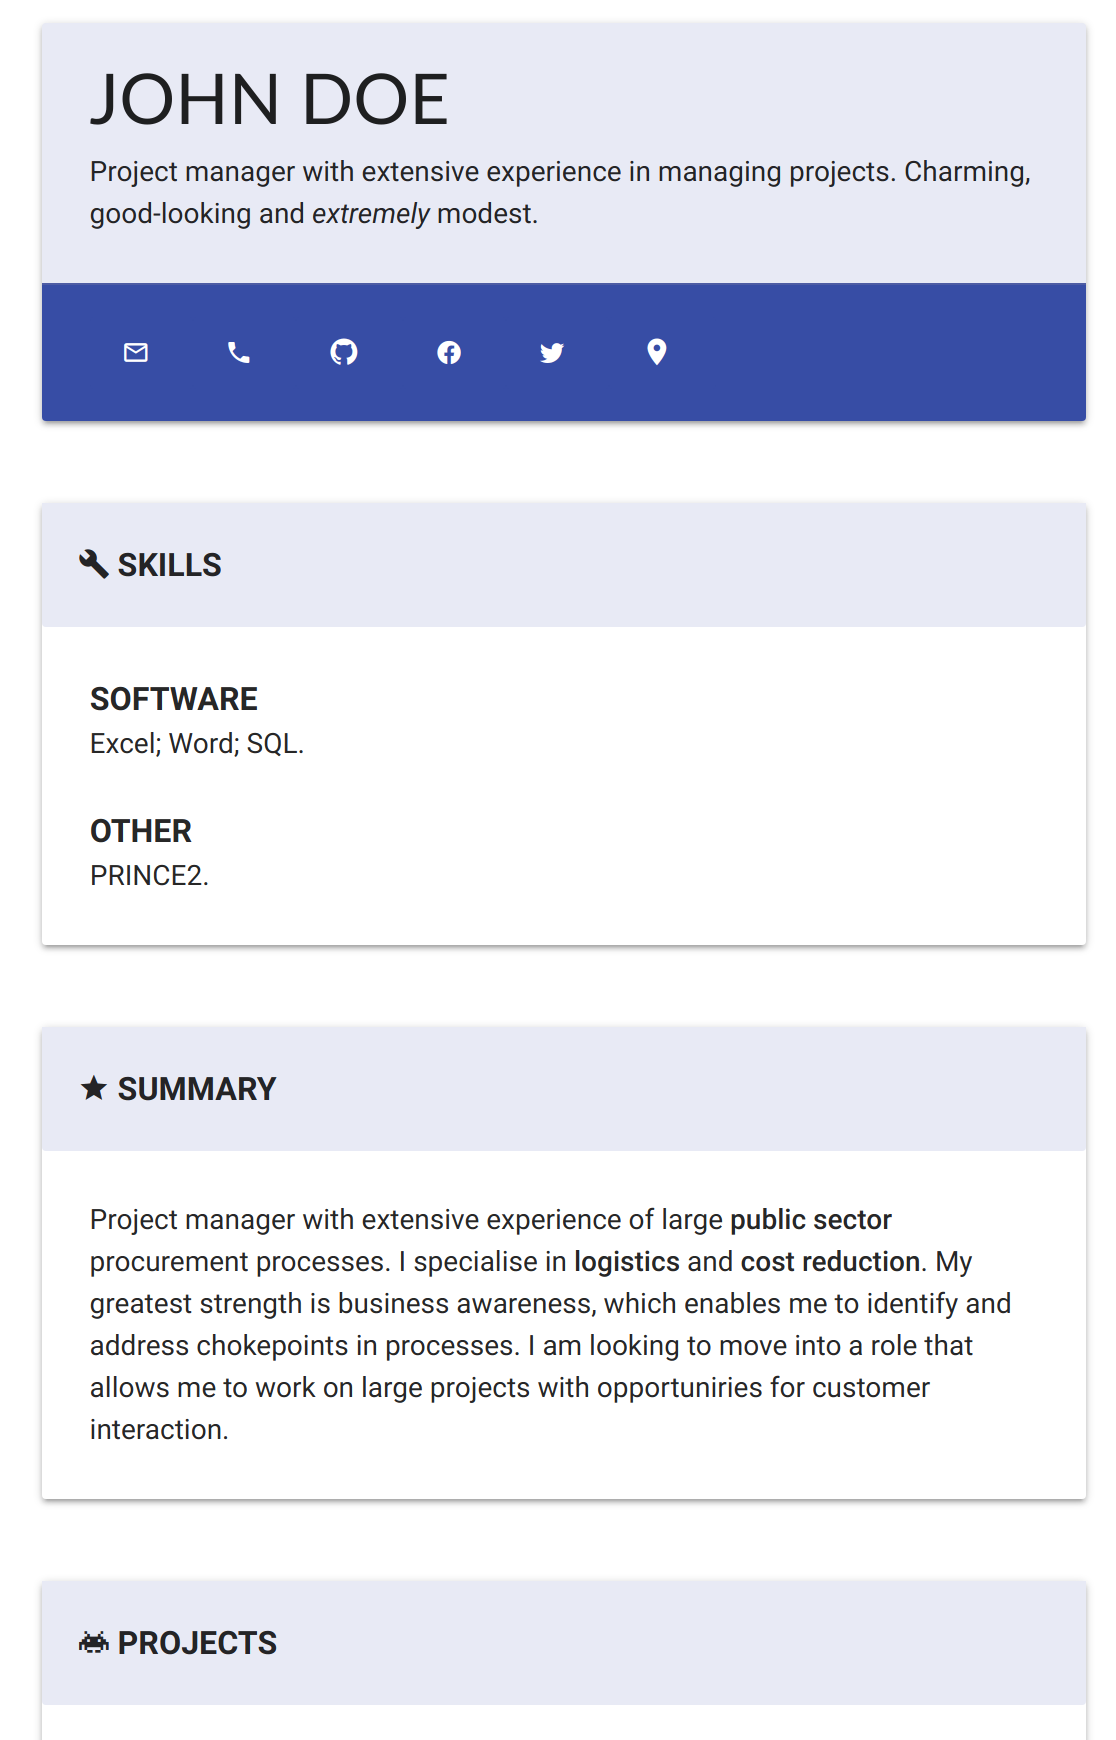 JOHN DOE
Project manager with extensive experience in managing projects. Charming,
good-looking and extremely modest.
SKILLS
SOFTWARE
Excel; Word; SQL.
OTHER
PRINCE2.
SUMMARY
Project manager with extensive experience of large public sector
procurement processes. I specialise in logistics and cost reduction. My
greatest strength is business awareness, which enables me to identify and
address chokepoints in processes. I am looking to move into a role that
allows me to work on large projects with opportuniries for customer
interaction.
PROJECTS